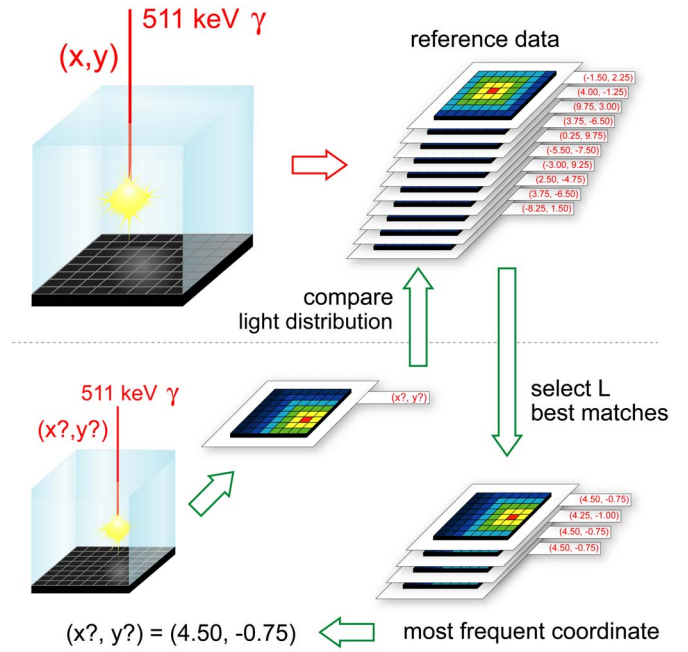 511 keV γ
(x,y)
reference data
(-1.50, 2.25)
(4.00, -1.25)
(9.75, 3.00)
(3.75, -6.50)
(0.25, 9.75)
(-5.50, -7.50)
(-3.00, 9.25)
(2.50, -4.75)
(3.75, -6.50)
(-8.25, 1.50)
compare
light distribution
select L
best matches
511 keV γ
(x?,y?)
(x?, y?)
(4.50, -0.75)
(4.25, -1.00)
(4.50, -0.75)
(4.50, -0.75)
most frequent coordinate
(x?, y?) = (4.50, -0.75)